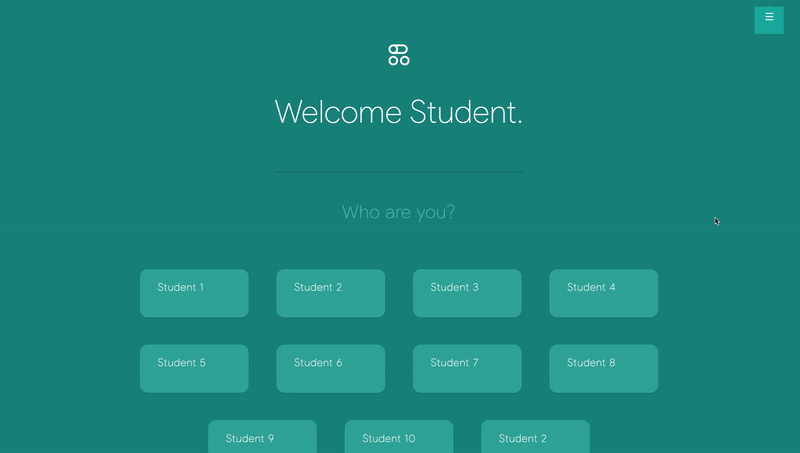 Welcome Student.
Who are you?
Student 1 Student 2 Student 3 Student 4
Student 5 Student 6 Student 7 Student 8
Student 9 Student 10 Student 2